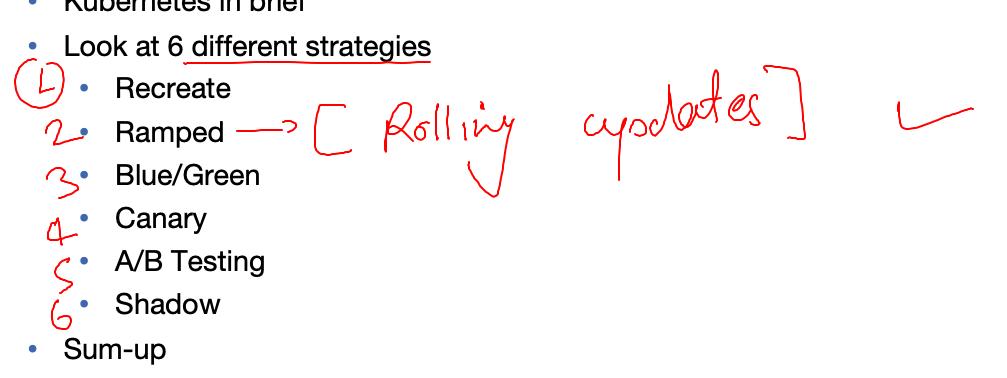 Kubernetes in brief
• Look at 6 different strategies
1 • Recreate
2 • Ramped → [Rolling updates] ✓
3 • Blue/Green
4 • Canary
5 • A/B Testing
6 • Shadow
• Sum-up